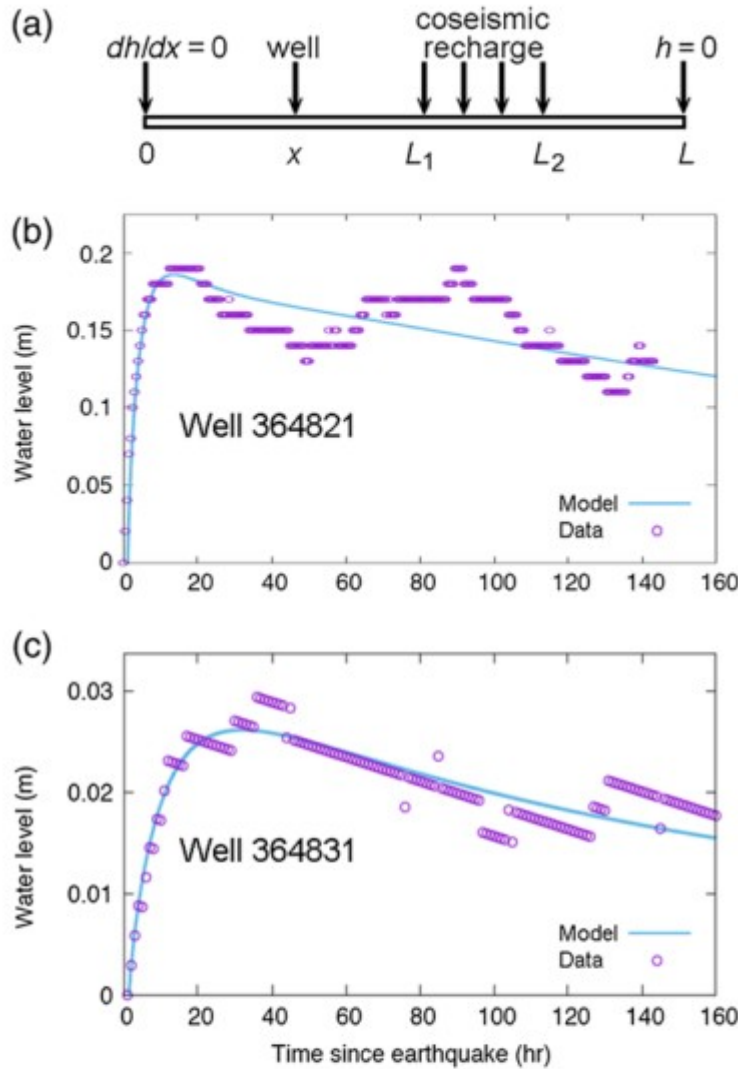 (a)
coseismic
dh/dx = 0 well recharge h = 0
0 x L₁ L₂ L
(b)
0.2
0.15
0.1
0.05
0
Water level (m)
Well 364821
Model
Data
0 20 40 60 80 100 120 140 160
(c)
0.03
0.02
0.01
0
Water level (m)
Well 364831
Model
Data
0 20 40 60 80 100 120 140 160
Time since earthquake (hr)